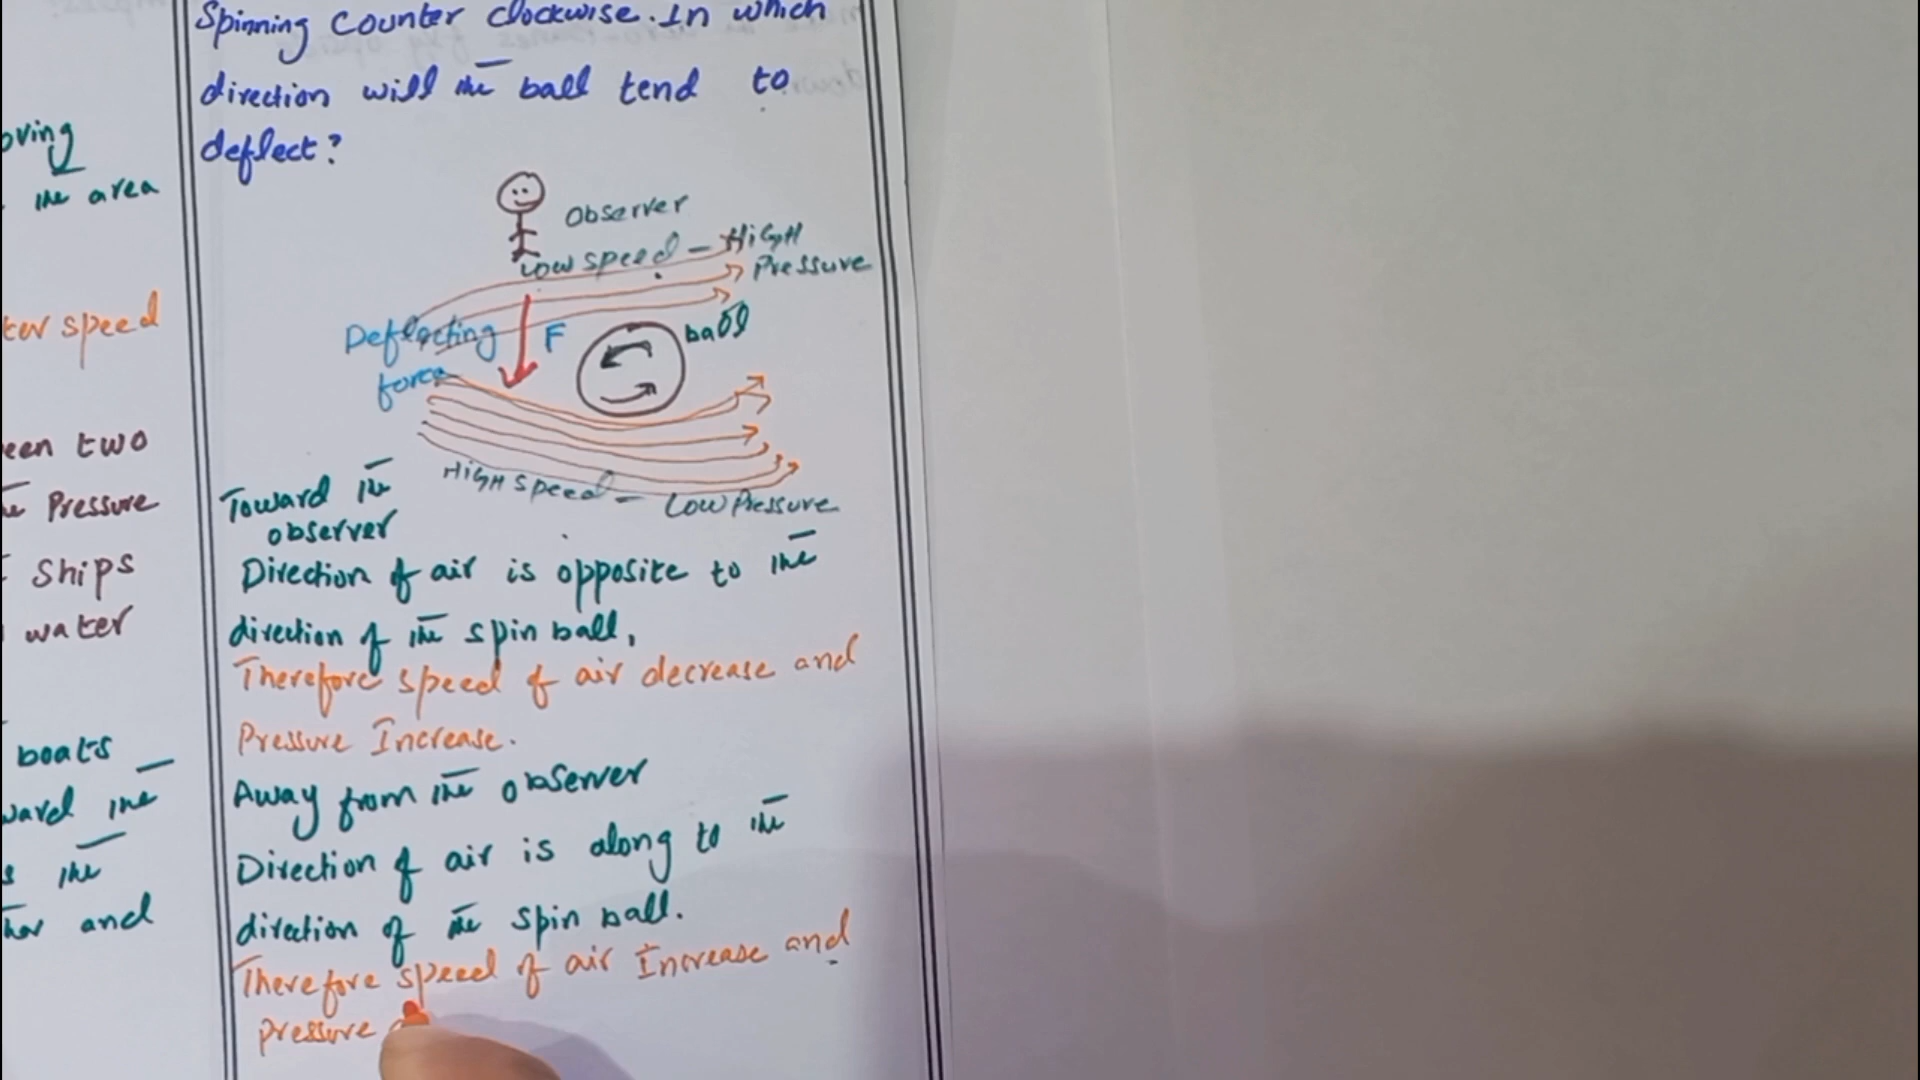 oving
the area
ter speed
een two
Pressure
Ships
water
boats
ward the
s the
her and
Spinning Counter Clockwise. In which
direction will the ball tend to
deflect?
Observer
Low speed - HiGH
Pressure
Deflecting
force
F
ball
HiGH speed - Low Pressure
Toward the
observer
Direction of air is opposite to the
direction of the spin ball,
Therefore speed of air decrease and
Pressure Increase.
Away from the observer
Direction of air is along to the
direction of the spin ball.
Therefore speed of air Increase and
pressure